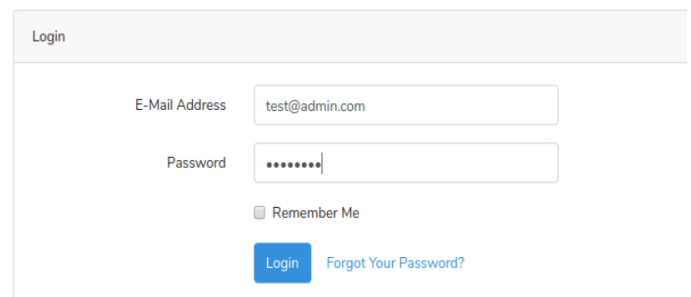 Login
E-Mail Address test@admin.com
Password ••••••••
Remember Me
Login Forgot Your Password?